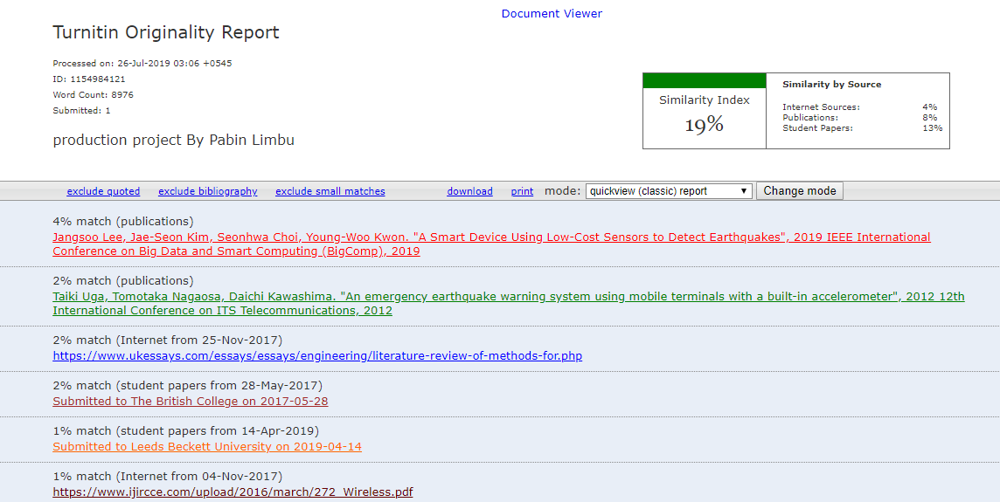 Document Viewer
Turnitin Originality Report
Processed on: 26-Jul-2019 03:06 +0545
ID: 1154984121
Word Count: 8976
Submitted: 1
production project By Pabin Limbu
Similarity Index
19%
Similarity by Source
Internet Sources: 4%
Publications: 8%
Student Papers: 13%
exclude quoted exclude bibliography exclude small matches download print mode: quickview (classic) report Change mode
4% match (publications)
Jangsoo Lee, Jae-Seon Kim, Seonhwa Choi, Young-Woo Kwon. "A Smart Device Using Low-Cost Sensors to Detect Earthquakes", 2019 IEEE International
Conference on Big Data and Smart Computing (BigComp), 2019
2% match (publications)
Taiki Uga, Tomotaka Nagaosa, Daichi Kawashima. "An emergency earthquake warning system using mobile terminals with a built-in accelerometer", 2012 12th
International Conference on ITS Telecommunications, 2012
2% match (Internet from 25-Nov-2017)
https://www.ukessays.com/essays/essays/engineering/literature-review-of-methods-for.php
2% match (student papers from 28-May-2017)
Submitted to The British College on 2017-05-28
1% match (student papers from 14-Apr-2019)
Submitted to Leeds Beckett University on 2019-04-14
1% match (Internet from 04-Nov-2017)
https://www.ijircce.com/upload/2016/march/272_Wireless.pdf